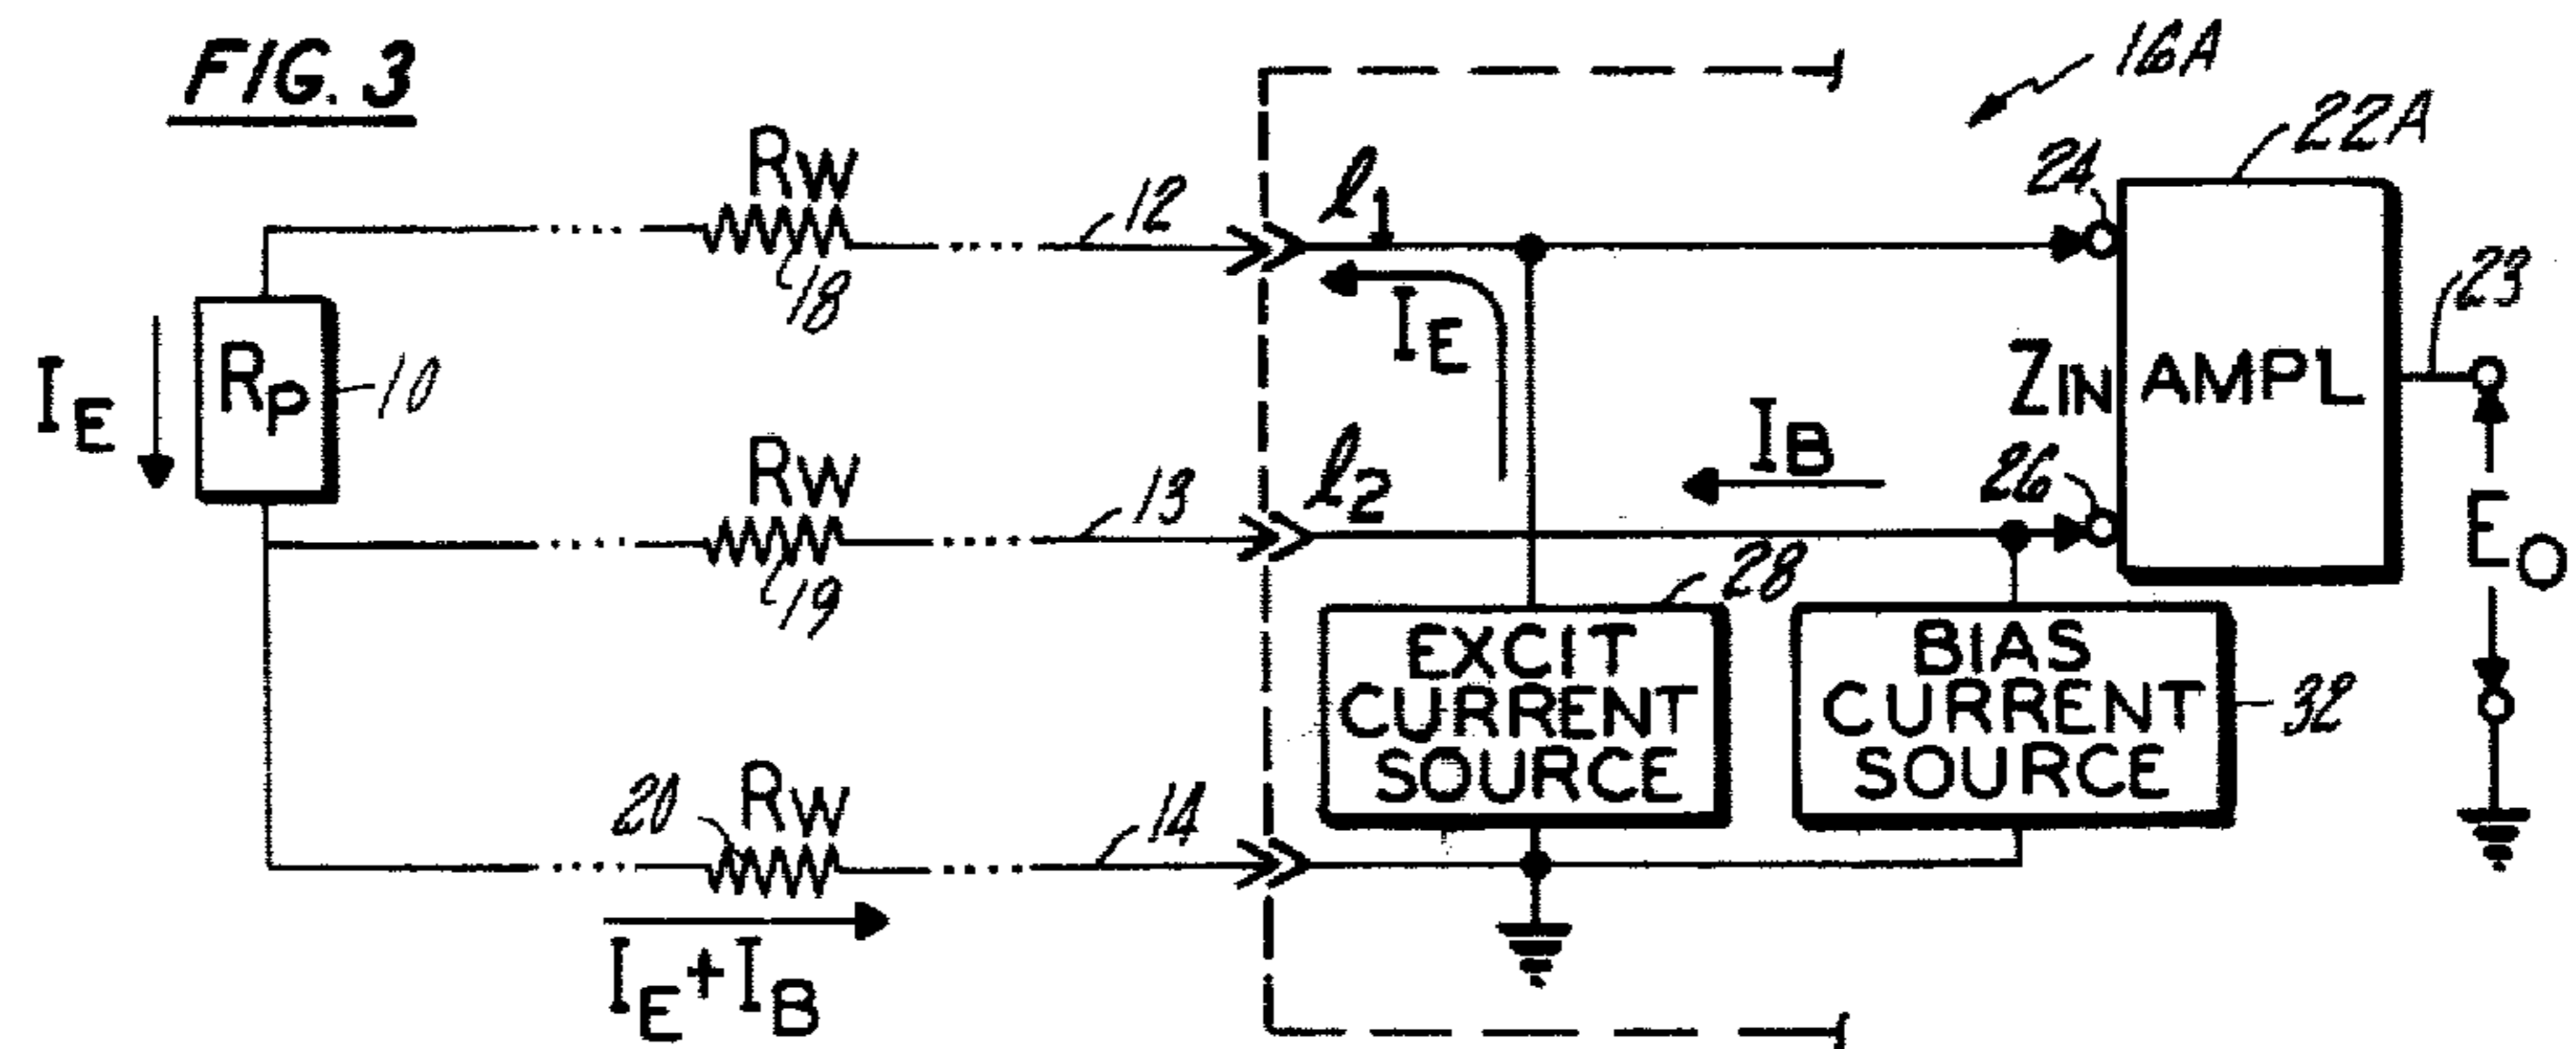 FIG. 3
16A
22A
24
RW
l1
12
18
IE
23
RP
10
IE
ZIN
AMPL
IB
26
RW
l2
13
19
EO
28
EXCIT
CURRENT
SOURCE
BIAS
CURRENT
SOURCE
32
20
RW
14
IE+IB